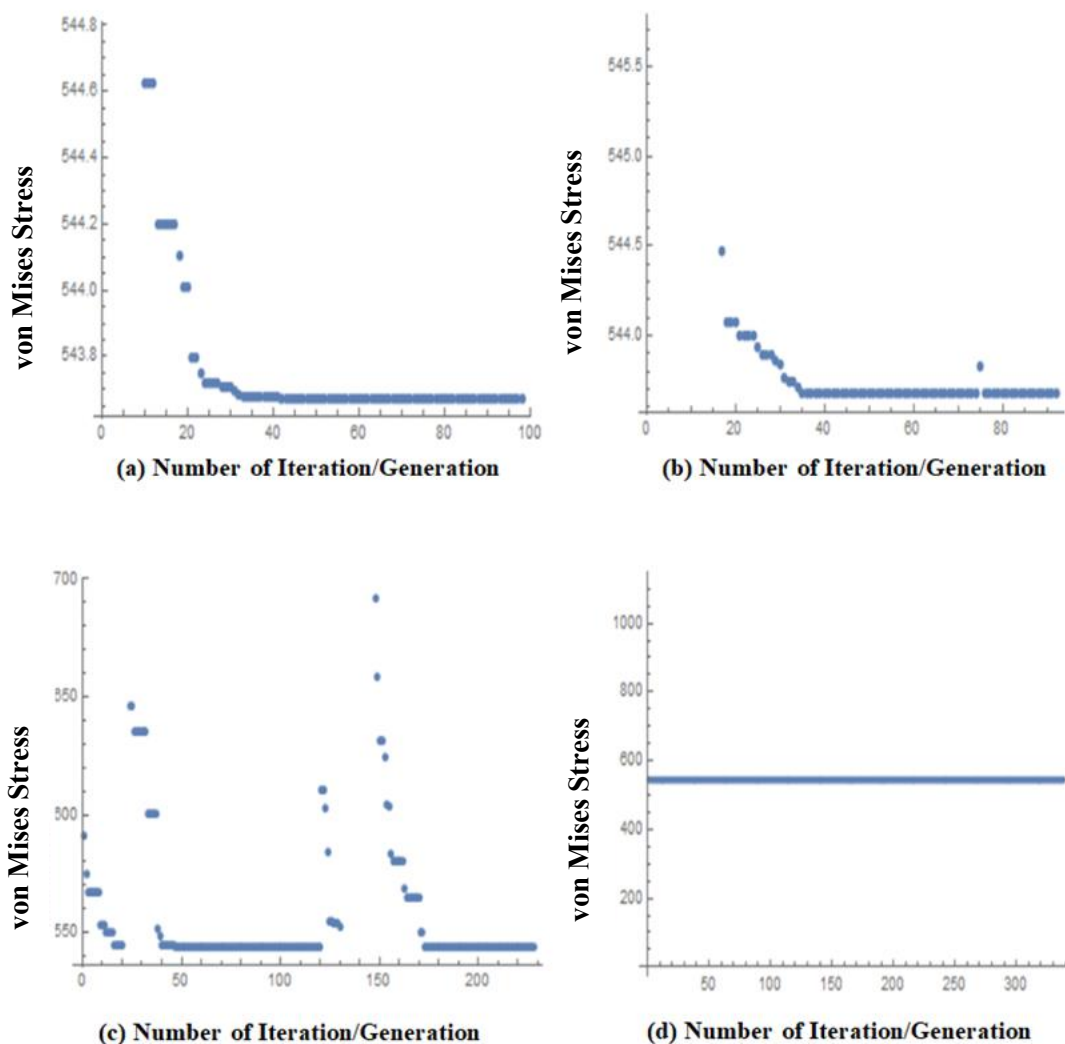 544.8
544.6
544.4
544.2
544.0
543.8
von Mises Stress
0 20 40 60 80 100
(a) Number of Iteration/Generation
545.5
545.0
544.5
544.0
von Mises Stress
0 20 40 60 80
(b) Number of Iteration/Generation
700
650
600
550
von Mises Stress
0 50 100 150 200
(c) Number of Iteration/Generation
1000
800
600
400
200
von Mises Stress
50 100 150 200 250 300
(d) Number of Iteration/Generation